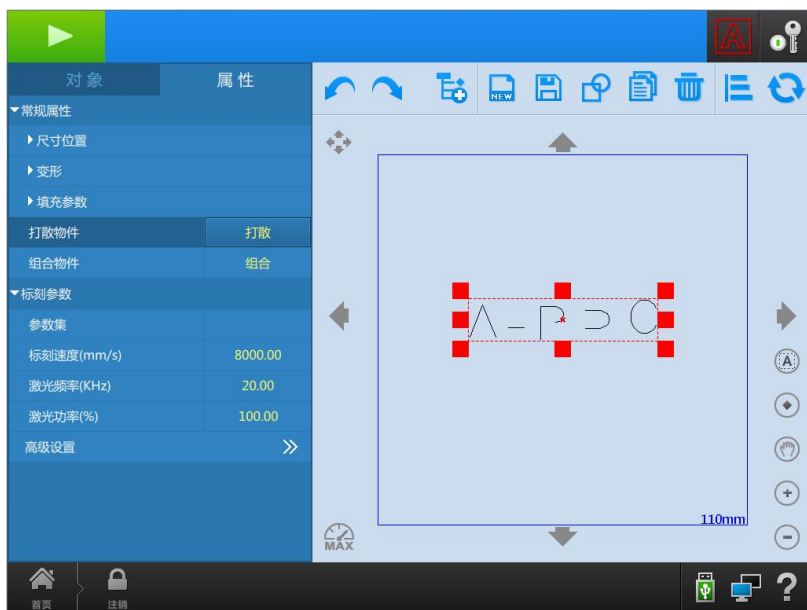 A
对 象
属 性
NEW
常规属性
尺寸位置
变形
填充参数
打散物件
打散
组合物件
组合
标刻参数
参数集
标刻速度(mm/s)
8000.00
激光频率(KHz)
20.00
激光功率(%)
100.00
高级设置
A
110mm
MAX
首页
注销
?